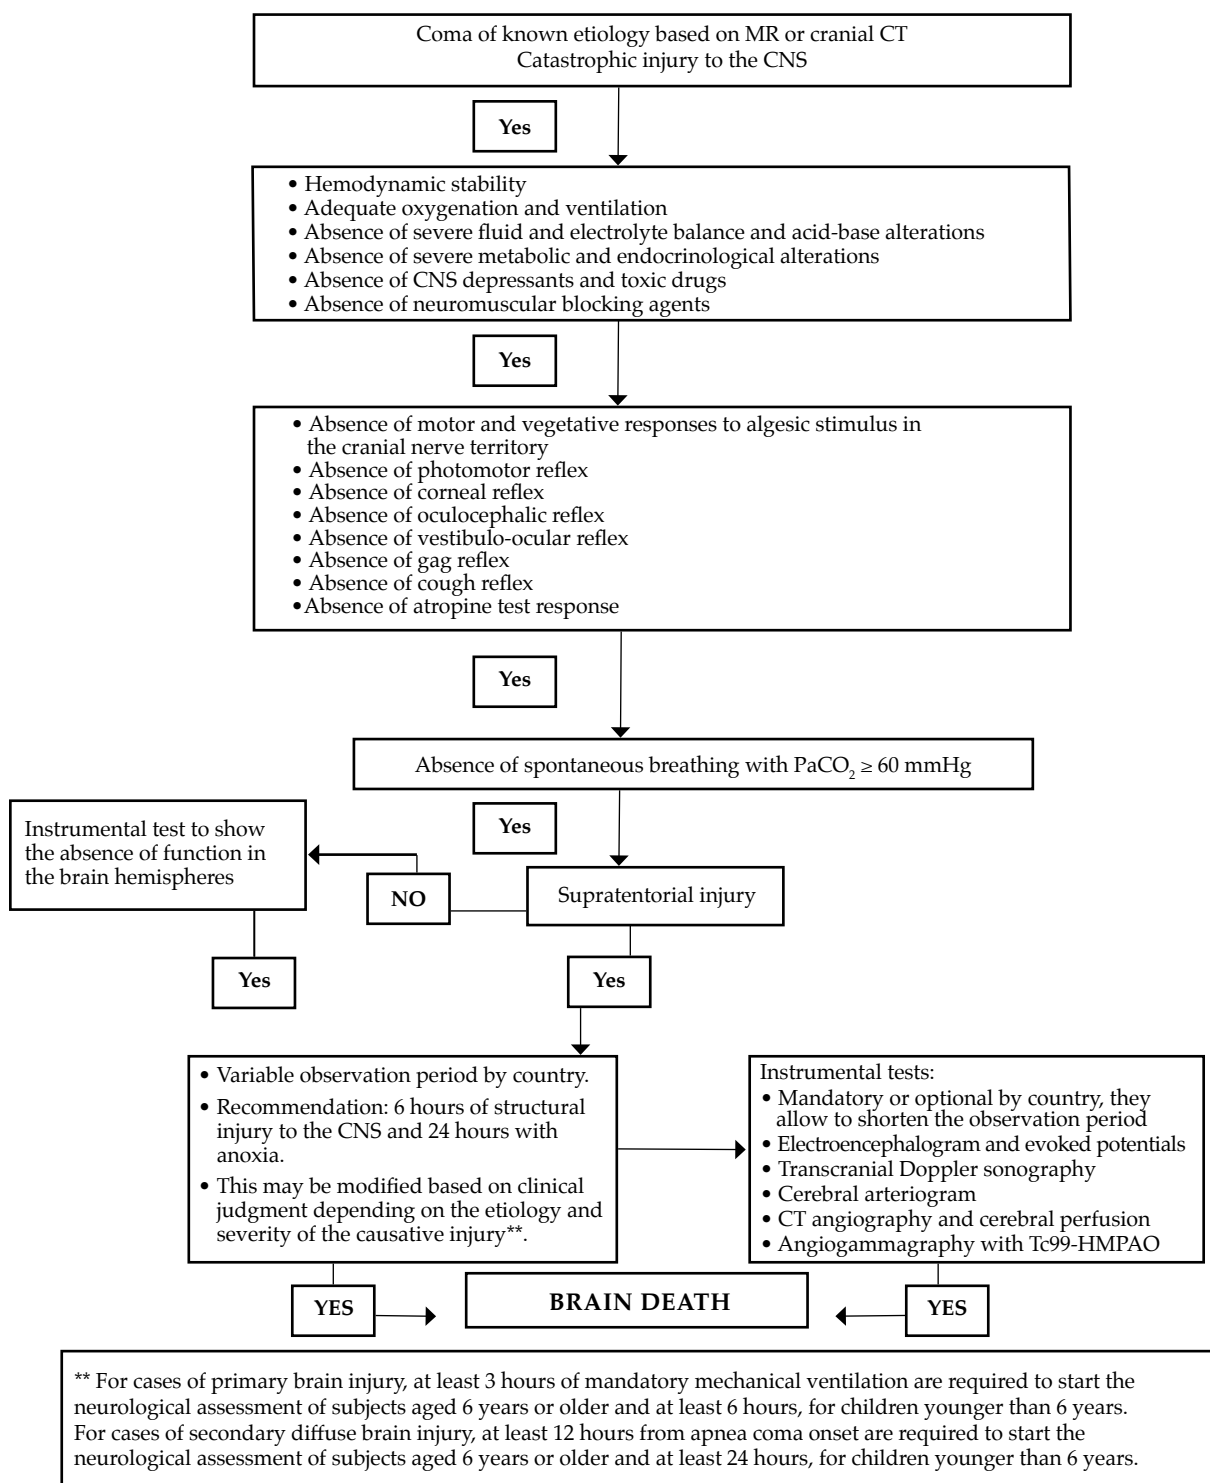 Coma of known etiology based on MR or cranial CT
Catastrophic injury to the CNS
Yes
• Hemodynamic stability
• Adequate oxygenation and ventilation
• Absence of severe fluid and electrolyte balance and acid-base alterations
• Absence of severe metabolic and endocrinological alterations
• Absence of CNS depressants and toxic drugs
• Absence of neuromuscular blocking agents
Yes
• Absence of motor and vegetative responses to algesic stimulus in
the cranial nerve territory
• Absence of photomotor reflex
• Absence of corneal reflex
• Absence of oculocephalic reflex
• Absence of vestibulo-ocular reflex
• Absence of gag reflex
• Absence of cough reflex
• Absence of atropine test response
Yes
Absence of spontaneous breathing with PaCO₂ ≥ 60 mmHg
Yes
Instrumental test to show
the absence of function in
the brain hemispheres
NO
Supratentorial injury
Yes
Yes
• Variable observation period by country.
• Recommendation: 6 hours of structural
injury to the CNS and 24 hours with
anoxia.
• This may be modified based on clinical
judgment depending on the etiology and
severity of the causative injury**.
Instrumental tests:
• Mandatory or optional by country, they
allow to shorten the observation period
• Electroencephalogram and evoked potentials
• Transcranial Doppler sonography
• Cerebral arteriogram
• CT angiography and cerebral perfusion
• Angiogammagraphy with Tc99-HMPAO
YES
BRAIN DEATH
YES
** For cases of primary brain injury, at least 3 hours of mandatory mechanical ventilation are required to start the
neurological assessment of subjects aged 6 years or older and at least 6 hours, for children younger than 6 years.
For cases of secondary diffuse brain injury, at least 12 hours from apnea coma onset are required to start the
neurological assessment of subjects aged 6 years or older and at least 24 hours, for children younger than 6 years.